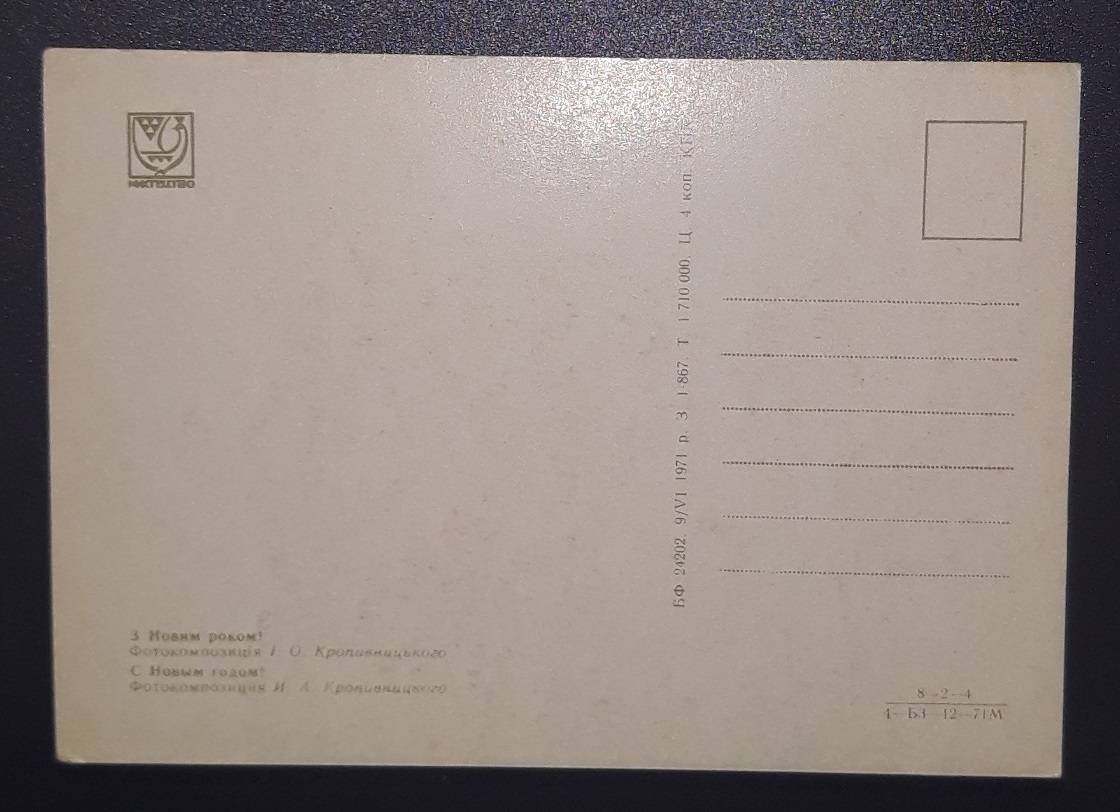 МИСТЕЦТВО
З Новим роком!
Фотокомпозиція І. О. Кропивницького
С Новым годом!
Фотокомпозиция И. А. Кропивницкого
БФ 24202. 9/VI 1971 р. З 1-867. Т 1 710 000. Ц. 4 коп.
8—2—4
4—БЗ—12—71М